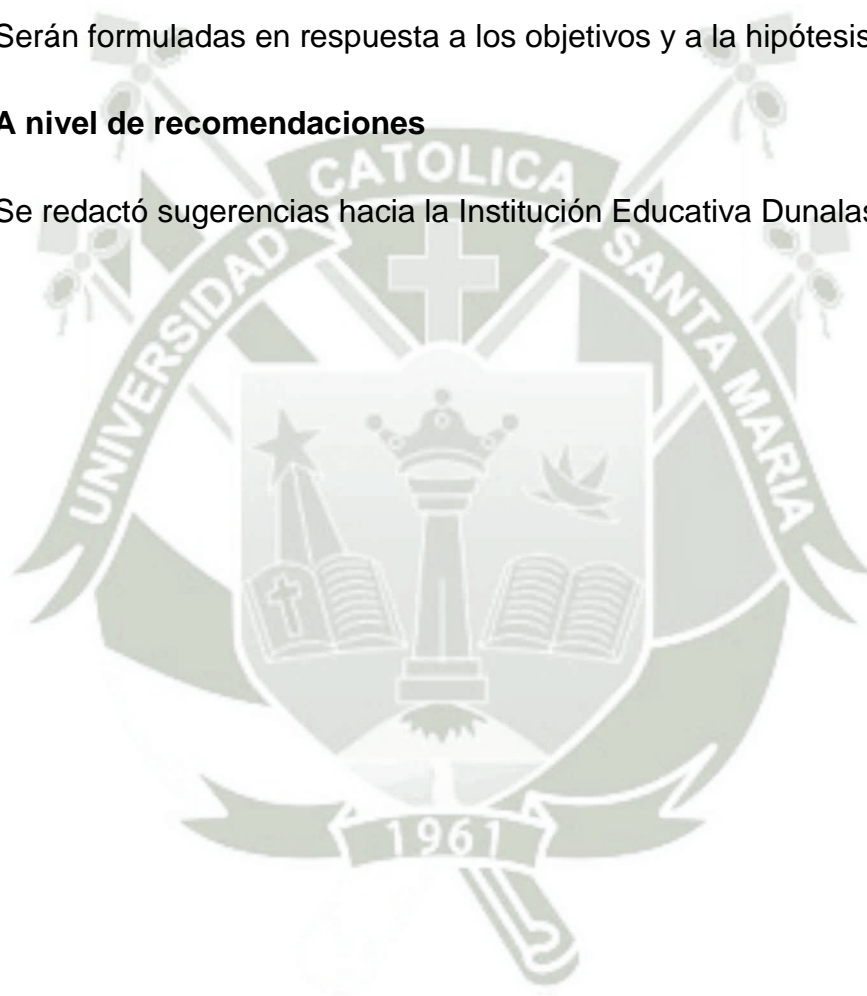 Serán formuladas en respuesta a los objetivos y a la hipótesis
A nivel de recomendaciones
Se redactó sugerencias hacia la Institución Educativa Dunalas
UNIVERSIDAD CATOLICA SANTA MARIA
1961